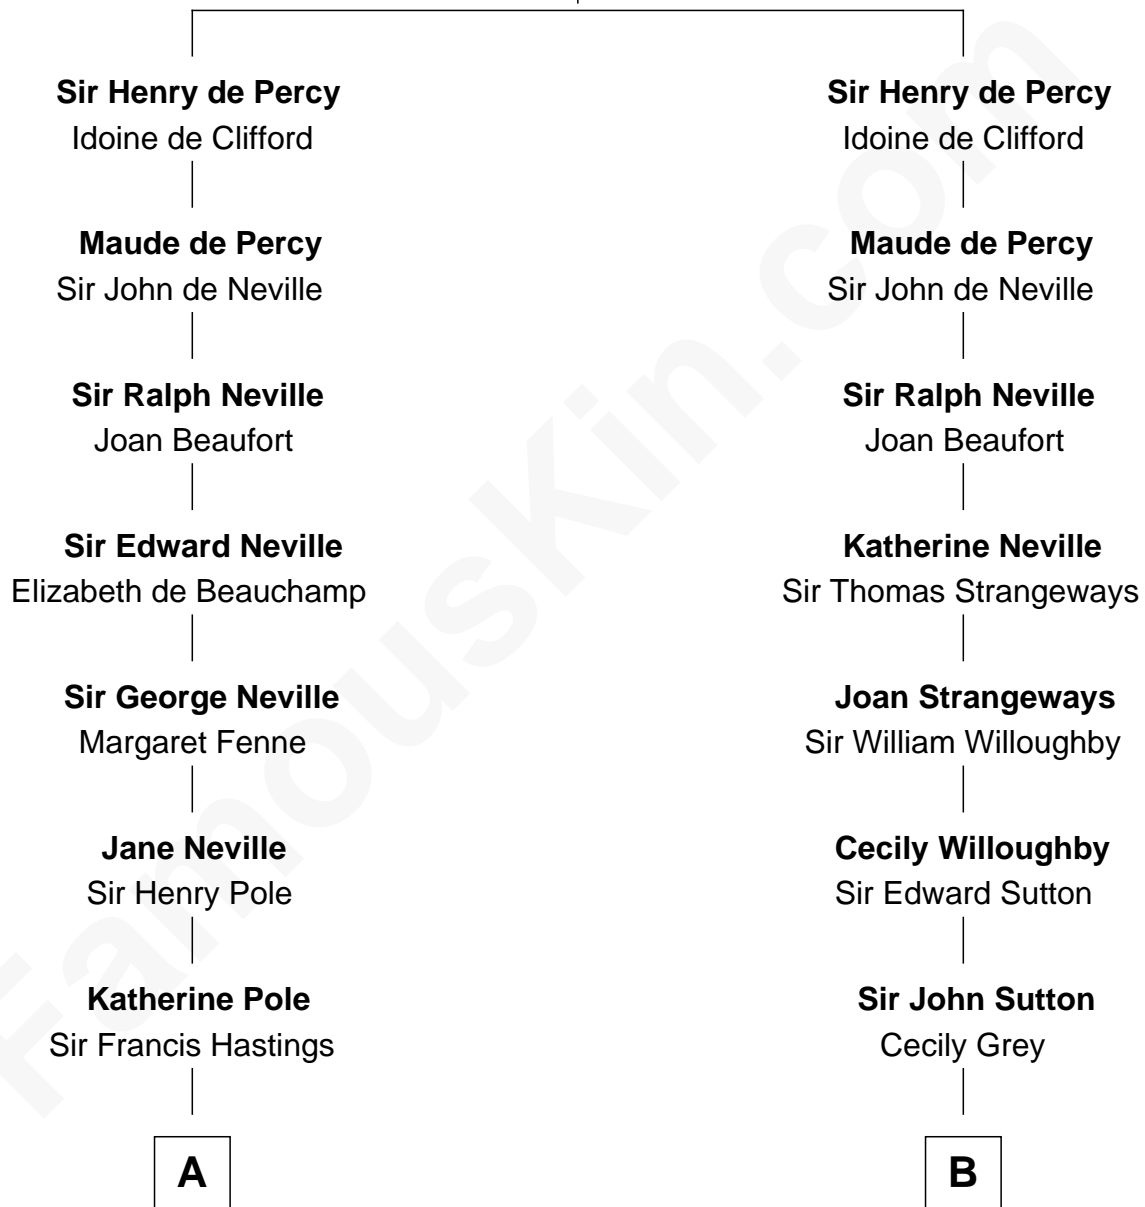 Sir Henry de Percy
Idoine de Clifford
Maude de Percy
Sir John de Neville
Sir Ralph Neville
Joan Beaufort
Sir Edward Neville
Elizabeth de Beauchamp
Sir George Neville
Margaret Fenne
Jane Neville
Sir Henry Pole
Katherine Pole
Sir Francis Hastings
A
Sir Henry de Percy
Idoine de Clifford
Maude de Percy
Sir John de Neville
Sir Ralph Neville
Joan Beaufort
Katherine Neville
Sir Thomas Strangeways
Joan Strangeways
Sir William Willoughby
Cecily Willoughby
Sir Edward Sutton
Sir John Sutton
Cecily Grey
B
FamousKin.com